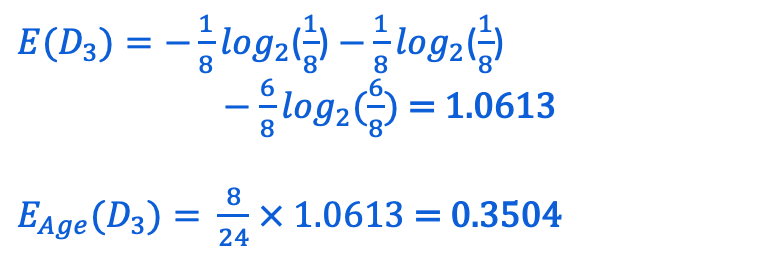 E(D₃) = −1/8 log₂(1/8) − 1/8 log₂(1/8)
− 6/8 log₂(6/8) = 1.0613
E_Age(D₃) = 8/24 × 1.0613 = 0.3504